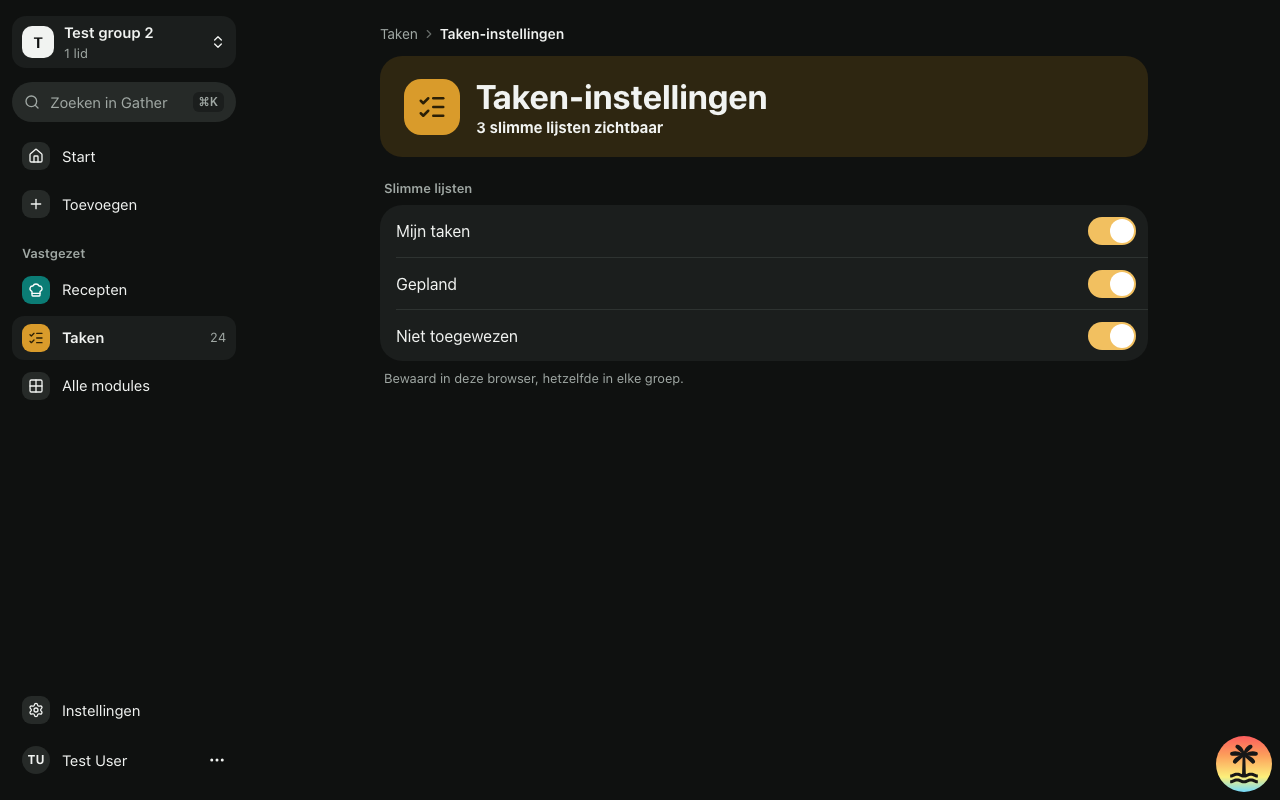 T
Test group 2
1 lid
Zoeken in Gather
⌘K
Start
Toevoegen
Vastgezet
Recepten
Taken
24
Alle modules
Instellingen
TU
Test User
Taken
Taken-instellingen
Taken-instellingen
3 slimme lijsten zichtbaar
Slimme lijsten
Mijn taken
Gepland
Niet toegewezen
Bewaard in deze browser, hetzelfde in elke groep.